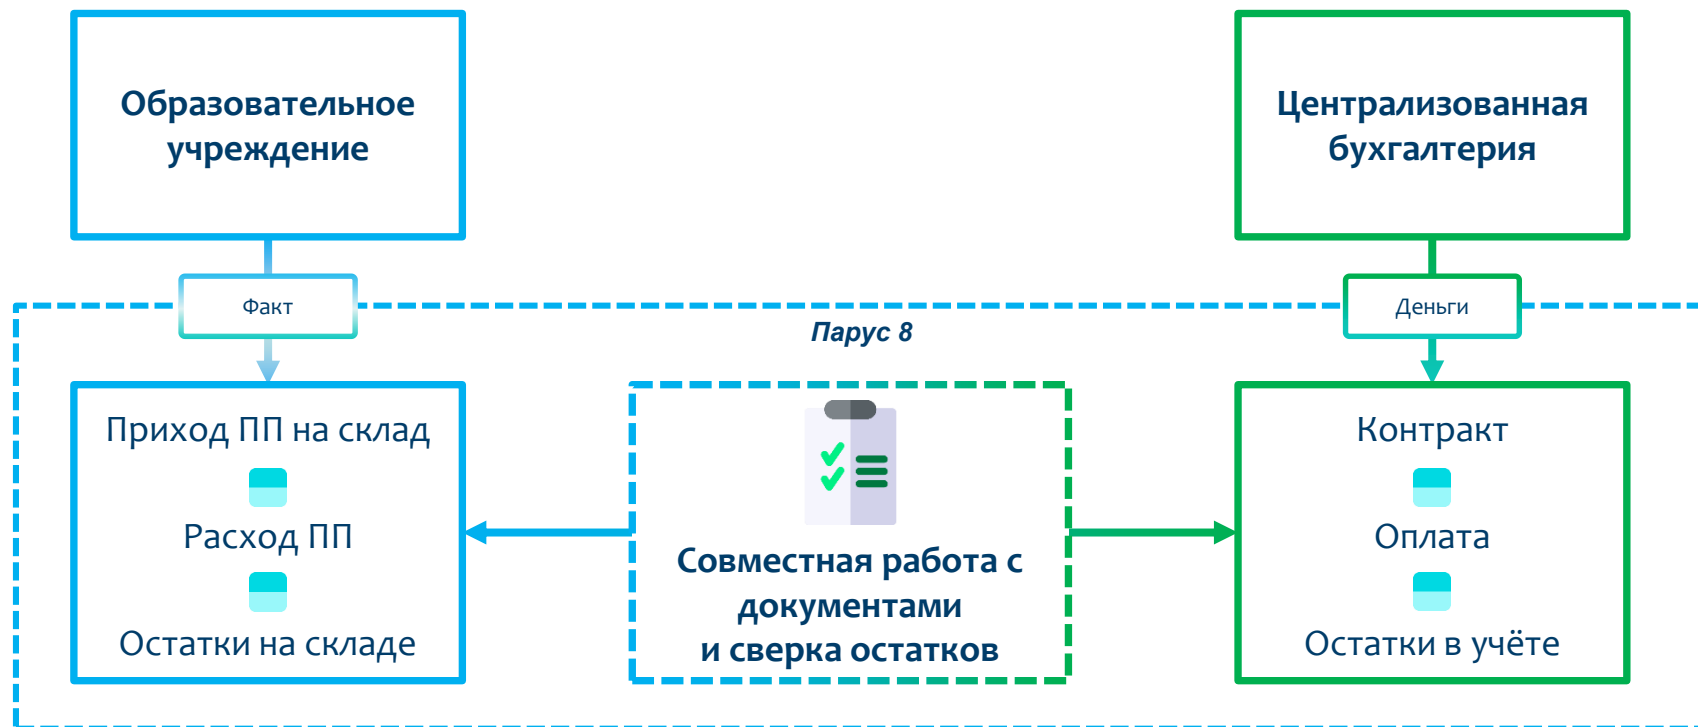 Образовательное
учреждение
Централизованная
бухгалтерия
Факт
Деньги
Парус 8
Приход ПП на склад
Расход ПП
Остатки на складе
Совместная работа с
документами
и сверка остатков
Контракт
Оплата
Остатки в учёте